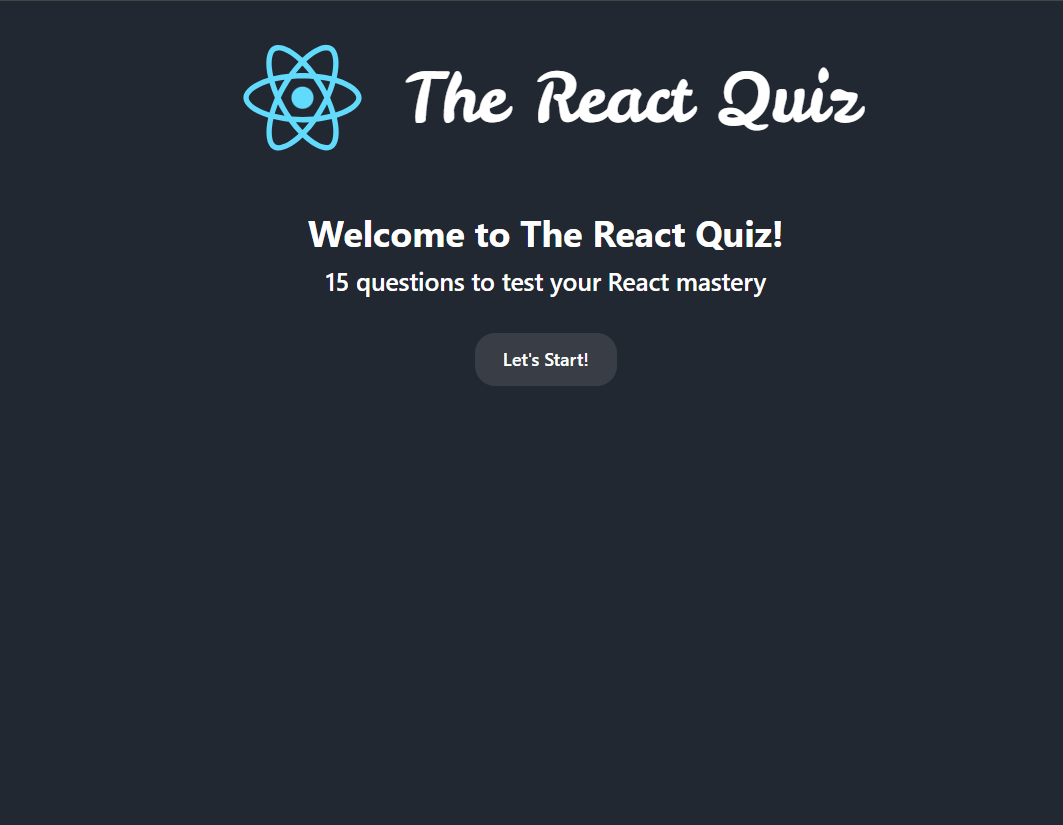 The React Quiz
Welcome to The React Quiz!
15 questions to test your React mastery
Let's Start!